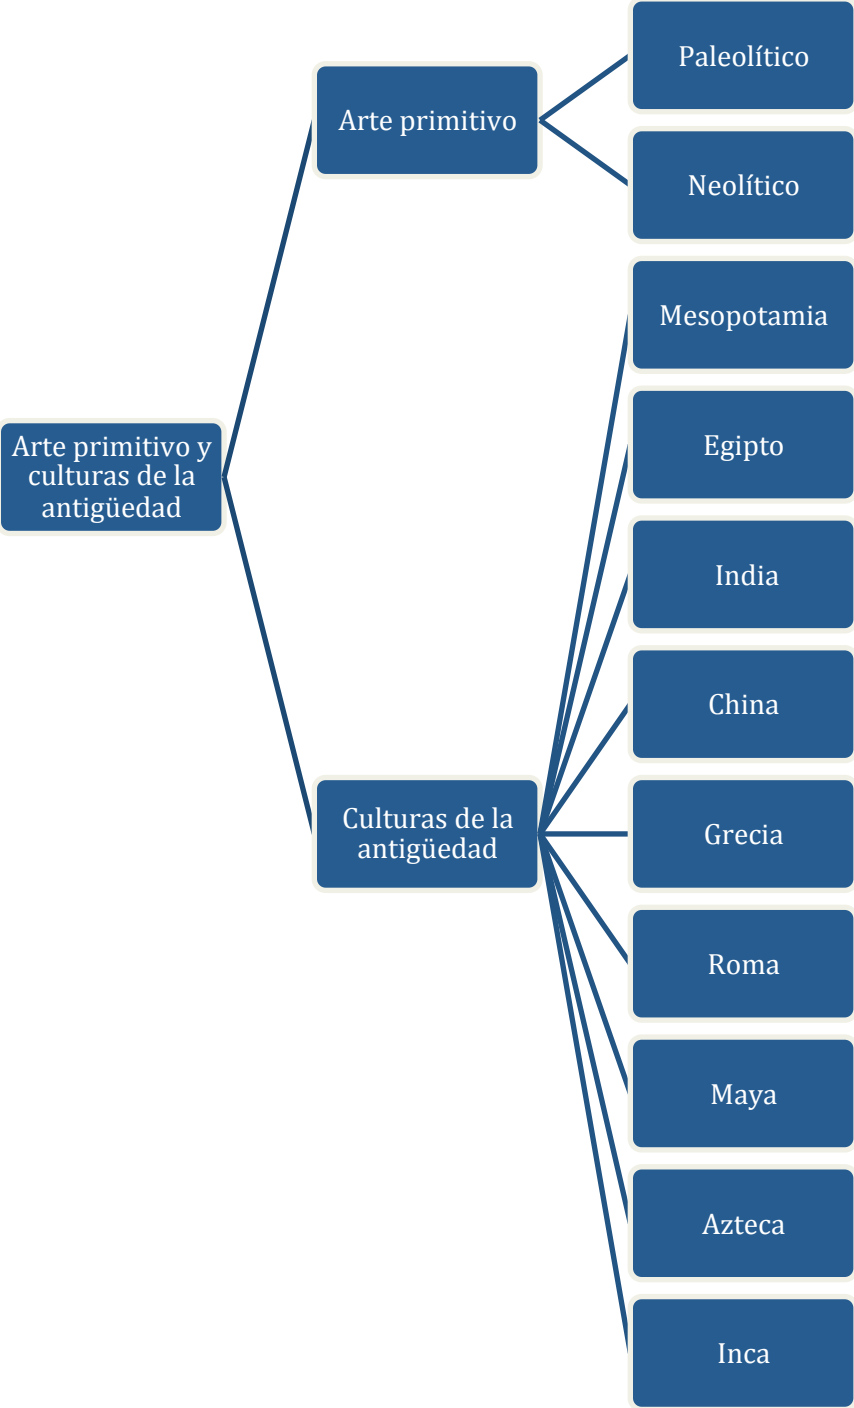 Arte primitivo y
culturas de la
antigüedad
Arte primitivo
Paleolítico
Neolítico
Culturas de la
antigüedad
Mesopotamia
Egipto
India
China
Grecia
Roma
Maya
Azteca
Inca